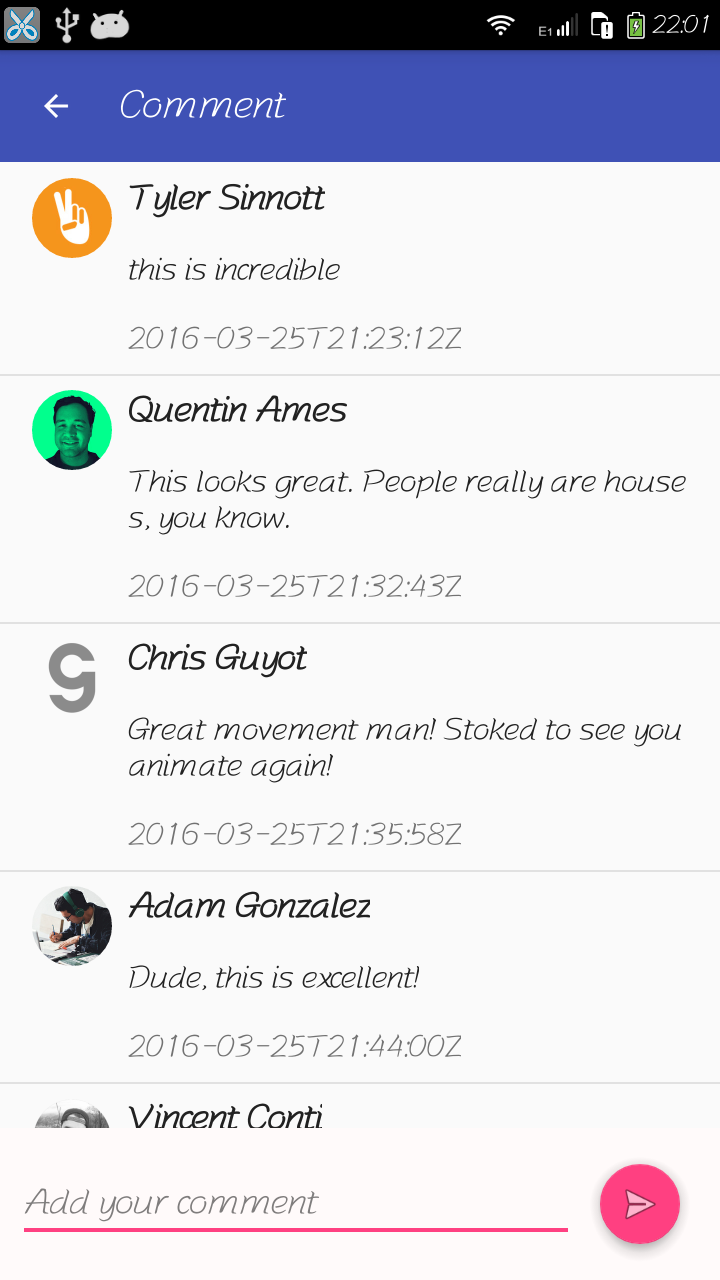 E1 22:01
Comment
Tyler Sinnott
this is incredible
2016-03-25T21:23:12Z
Quentin Ames
This looks great. People really are house
s, you know.
2016-03-25T21:32:43Z
Chris Guyot
Great movement man! Stoked to see you
animate again!
2016-03-25T21:35:58Z
Adam Gonzalez
Dude, this is excellent!
2016-03-25T21:44:00Z
Vincent Conti
Add your comment